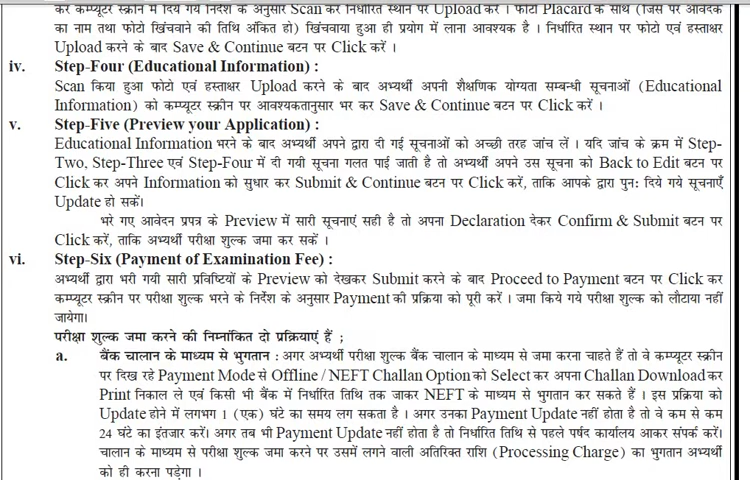 कर कम्प्यूटर स्क्रीन में दिये गये निर्देश के अनुसार Scan कर निर्धारित स्थान पर Upload करें । फोटो Placard के साथ (जिस पर आवेदक
का नाम तथा फोटो खिंचवाने की तिथि अंकित हो) खिंचवाया हुआ ही प्रयोग में लाना आवश्यक है । निर्धारित स्थान पर फोटो एवं हस्ताक्षर
Upload करने के बाद Save & Continue बटन पर Click करें ।
iv. Step-Four (Educational Information) :
Scan किया हुआ फोटो एवं हस्ताक्षर Upload करने के बाद अभ्यर्थी अपनी शैक्षणिक योग्यता सम्बन्धी सूचनाओं (Educational
Information) को कम्प्यूटर स्क्रीन पर आवश्यकतानुसार भर कर Save & Continue बटन पर Click करें ।
v. Step-Five (Preview your Application) :
Educational Information भरने के बाद अभ्यर्थी अपने द्वारा दी गई सूचनाओं को अच्छी तरह जांच लें । यदि जांच के क्रम में Step-
Two, Step-Three एवं Step-Four में दी गयी सूचना गलत पाई जाती है तो अभ्यर्थी अपने उस सूचना को Back to Edit बटन पर
Click कर अपने Information को सुधार कर Submit & Continue बटन पर Click करें, ताकि आपके द्वारा पुन: दिये गये सूचनाएँ
Update हो सकें।
भरे गए आवेदन प्रपत्र के Preview में सारी सूचनाएं सही है तो अपना Declaration देकर Confirm & Submit बटन पर
Click करें, ताकि अभ्यर्थी परीक्षा शुल्क जमा कर सकें ।
vi. Step-Six (Payment of Examination Fee) :
अभ्यर्थी द्वारा भरी गयी सारी प्रविष्टियों के Preview को देखकर Submit करने के बाद Proceed to Payment बटन पर Click कर
कम्प्यूटर स्क्रीन पर परीक्षा शुल्क भरने के निर्देश के अनुसार Payment की प्रक्रिया को पूरी करें । जमा किये गये परीक्षा शुल्क को लौटाया नहीं
जायेगा।
परीक्षा शुल्क जमा करने की निम्नांकित दो प्रक्रियाएं हैं ;
a. बैंक चालान के माध्यम से भुगतान : अगर अभ्यर्थी परीक्षा शुल्क बैंक चालान के माध्यम से जमा करना चाहते हैं तो वे कम्प्यूटर स्क्रीन
पर दिख रहे Payment Mode से Offline / NEFT Challan Option को Select कर अपना Challan Download कर
Print निकाल ले एवं किसी भी बैंक में निर्धारित तिथि तक जाकर NEFT के माध्यम से भुगतान कर सकते हैं । इस प्रक्रिया को
Update होने में लगभग 1 (एक) घंटे का समय लग सकता है । अगर उनका Payment Update नहीं होता है तो वे कम से कम
24 घंटे का इंतजार करें। अगर तब भी Payment Update नहीं होता है तो निर्धारित तिथि से पहले पर्षद कार्यालय आकर संपर्क करें।
चालान के माध्यम से परीक्षा शुल्क जमा करने पर उसमें लगने वाली अतिरिक्त राशि (Processing Charge) का भुगतान अभ्यर्थी
को ही करना पड़ेगा ।